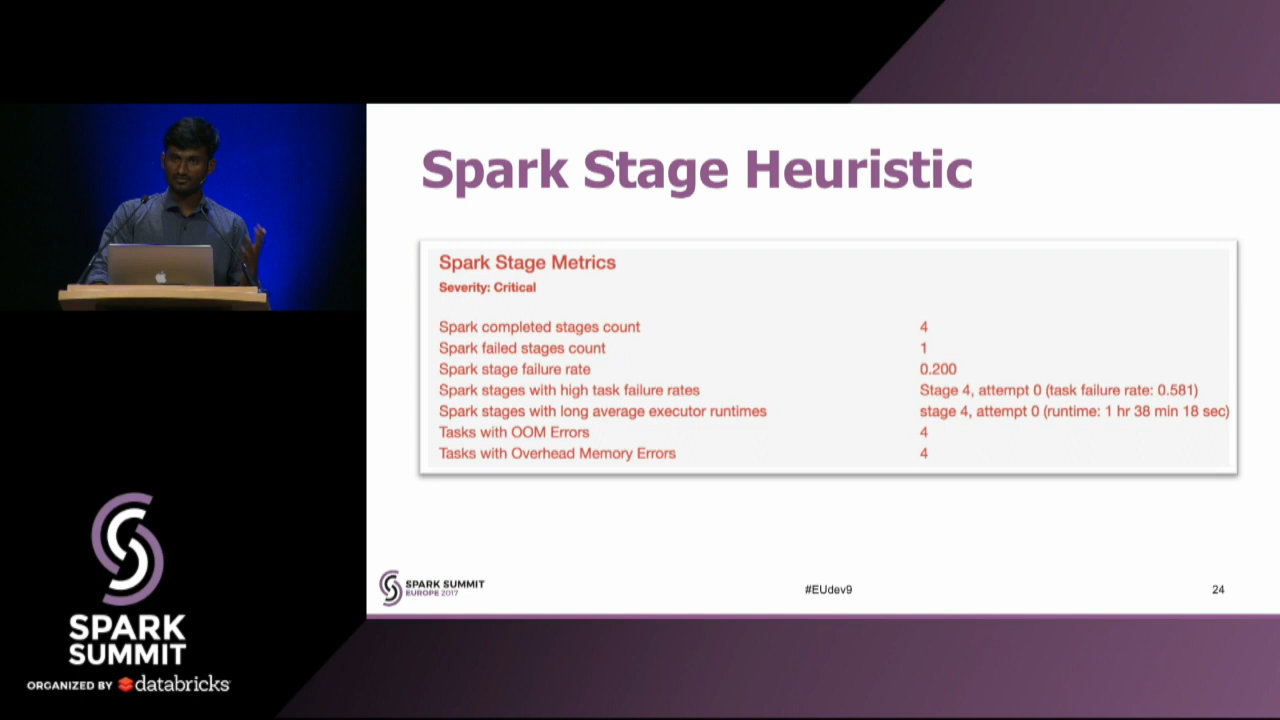 Spark Stage Heuristic
Spark Stage Metrics
Severity: Critical
Spark completed stages count 4
Spark failed stages count 1
Spark stage failure rate 0.200
Spark stages with high task failure rates Stage 4, attempt 0 (task failure rate: 0.581)
Spark stages with long average executor runtimes stage 4, attempt 0 (runtime: 1 hr 38 min 18 sec)
Tasks with OOM Errors 4
Tasks with Overhead Memory Errors 4
SPARK SUMMIT
EUROPE 2017
#EUdev9
24
SPARK
SUMMIT
ORGANIZED BY databricks